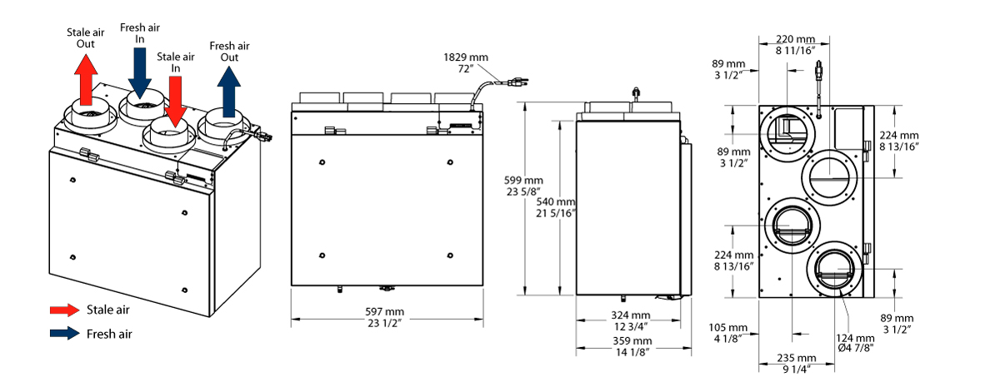 Stale air
Out
Fresh air
In
Stale air
In
Fresh air
Out
Stale air
Fresh air
1829 mm
72”
597 mm
23 1/2”
599 mm
23 5/8”
540 mm
21 5/16”
324 mm
12 3/4”
359 mm
14 1/8”
220 mm
8 11/16”
89 mm
3 1/2”
89 mm
3 1/2”
224 mm
8 13/16”
224 mm
8 13/16”
89 mm
3 1/2”
105 mm
4 1/8”
124 mm
Ø4 7/8”
235 mm
9 1/4”